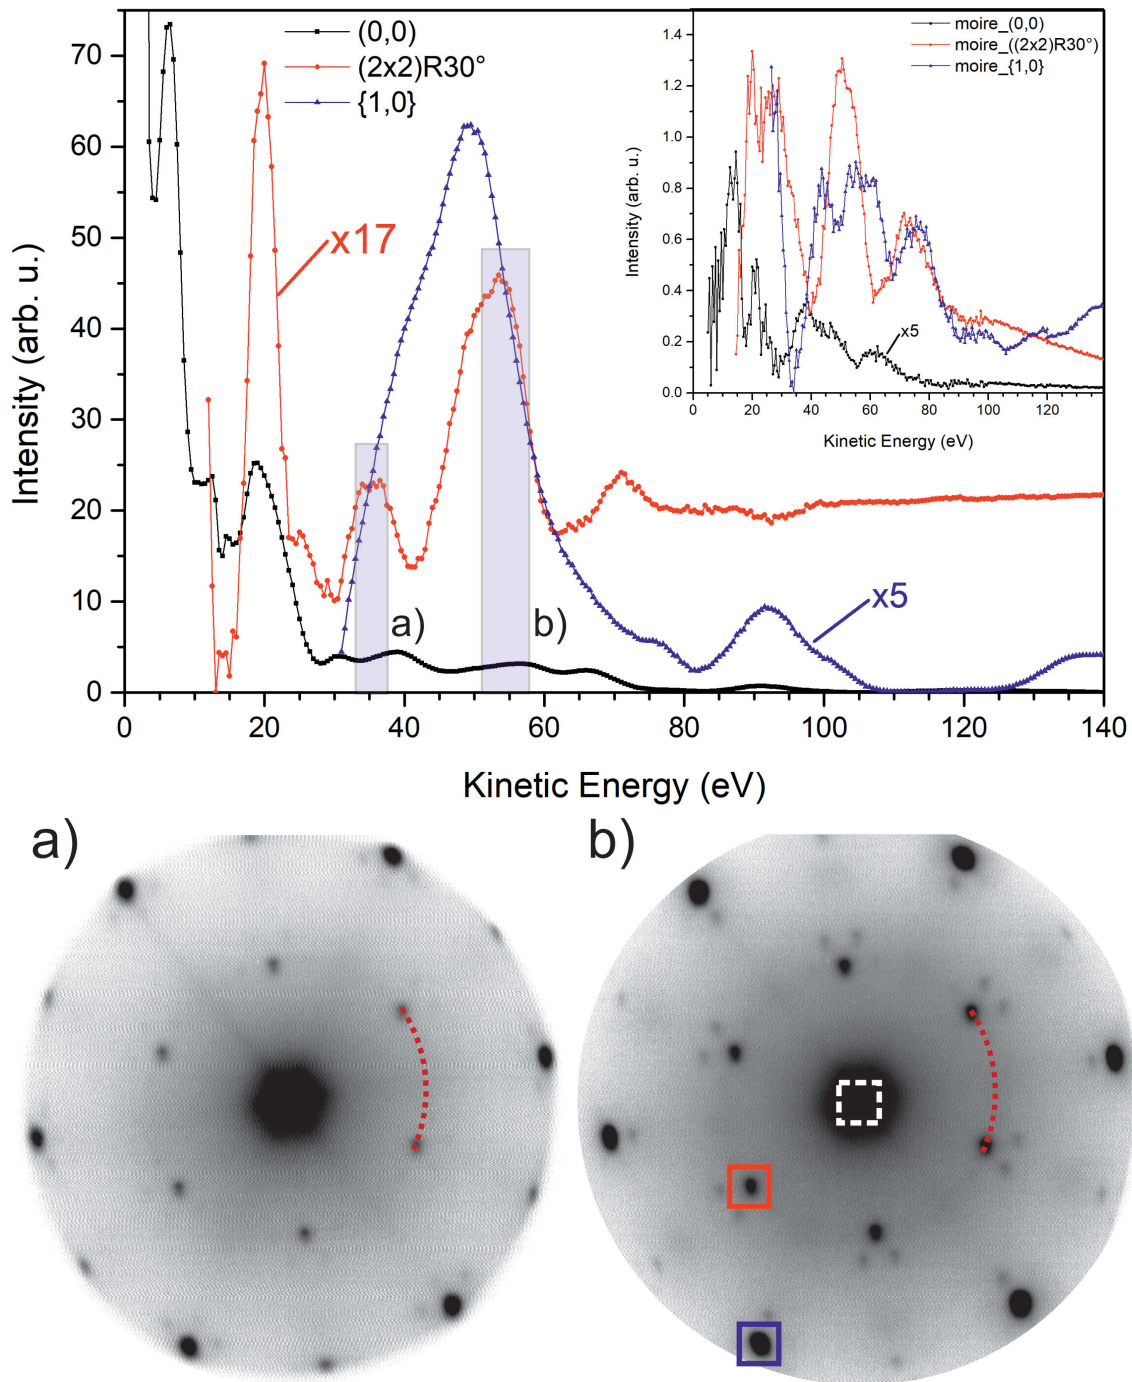 (0,0)
(2x2)R30°
{1,0}
x17
a)
b)
x5
70
60
50
40
30
20
10
0
Intensity (arb. u.)
0 20 40 60 80 100 120 140
Kinetic Energy (eV)
moire_(0,0)
moire_((2x2)R30°)
moire_{1,0}
1.4
1.2
1.0
0.8
0.6
0.4
0.2
0.0
Intensity (arb. u.)
x5
0 20 40 60 80 100 120
Kinetic Energy (eV)
a)
b)